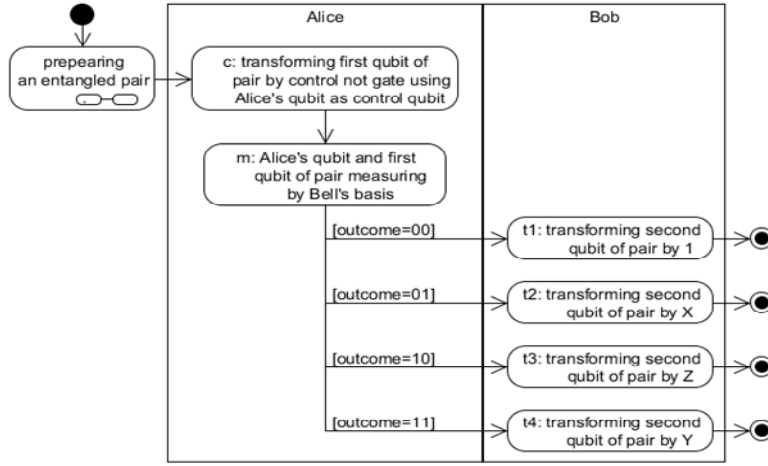 Alice
Bob
prepearing
an entangled pair
c: transforming first qubit of
pair by control not gate using
Alice's qubit as control qubit
m: Alice's qubit and first
qubit of pair measuring
by Bell's basis
[outcome=00]
t1: transforming second
qubit of pair by 1
[outcome=01]
t2: transforming second
qubit of pair by X
[outcome=10]
t3: transforming second
qubit of pair by Z
[outcome=11]
t4: transforming second
qubit of pair by Y